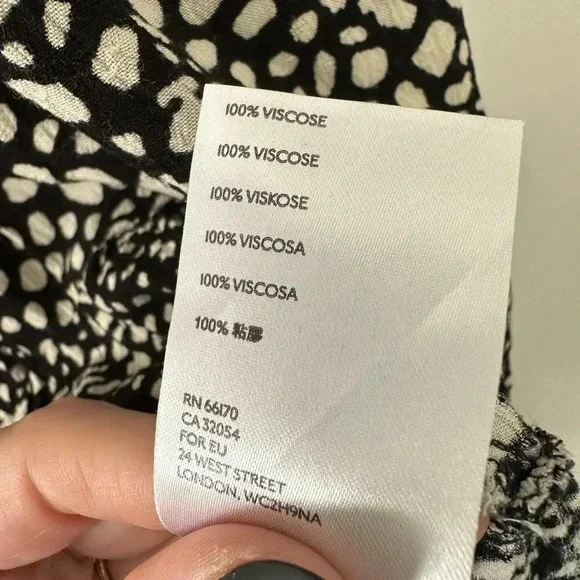 100% VISCOSE
100% VISCOSE
100% VISKOSE
100% VISCOSA
100% VISCOSA
100% 粘膠
RN 66170
CA 32054
FOR EU
24 WEST STREET
LONDON, WC2H9NA